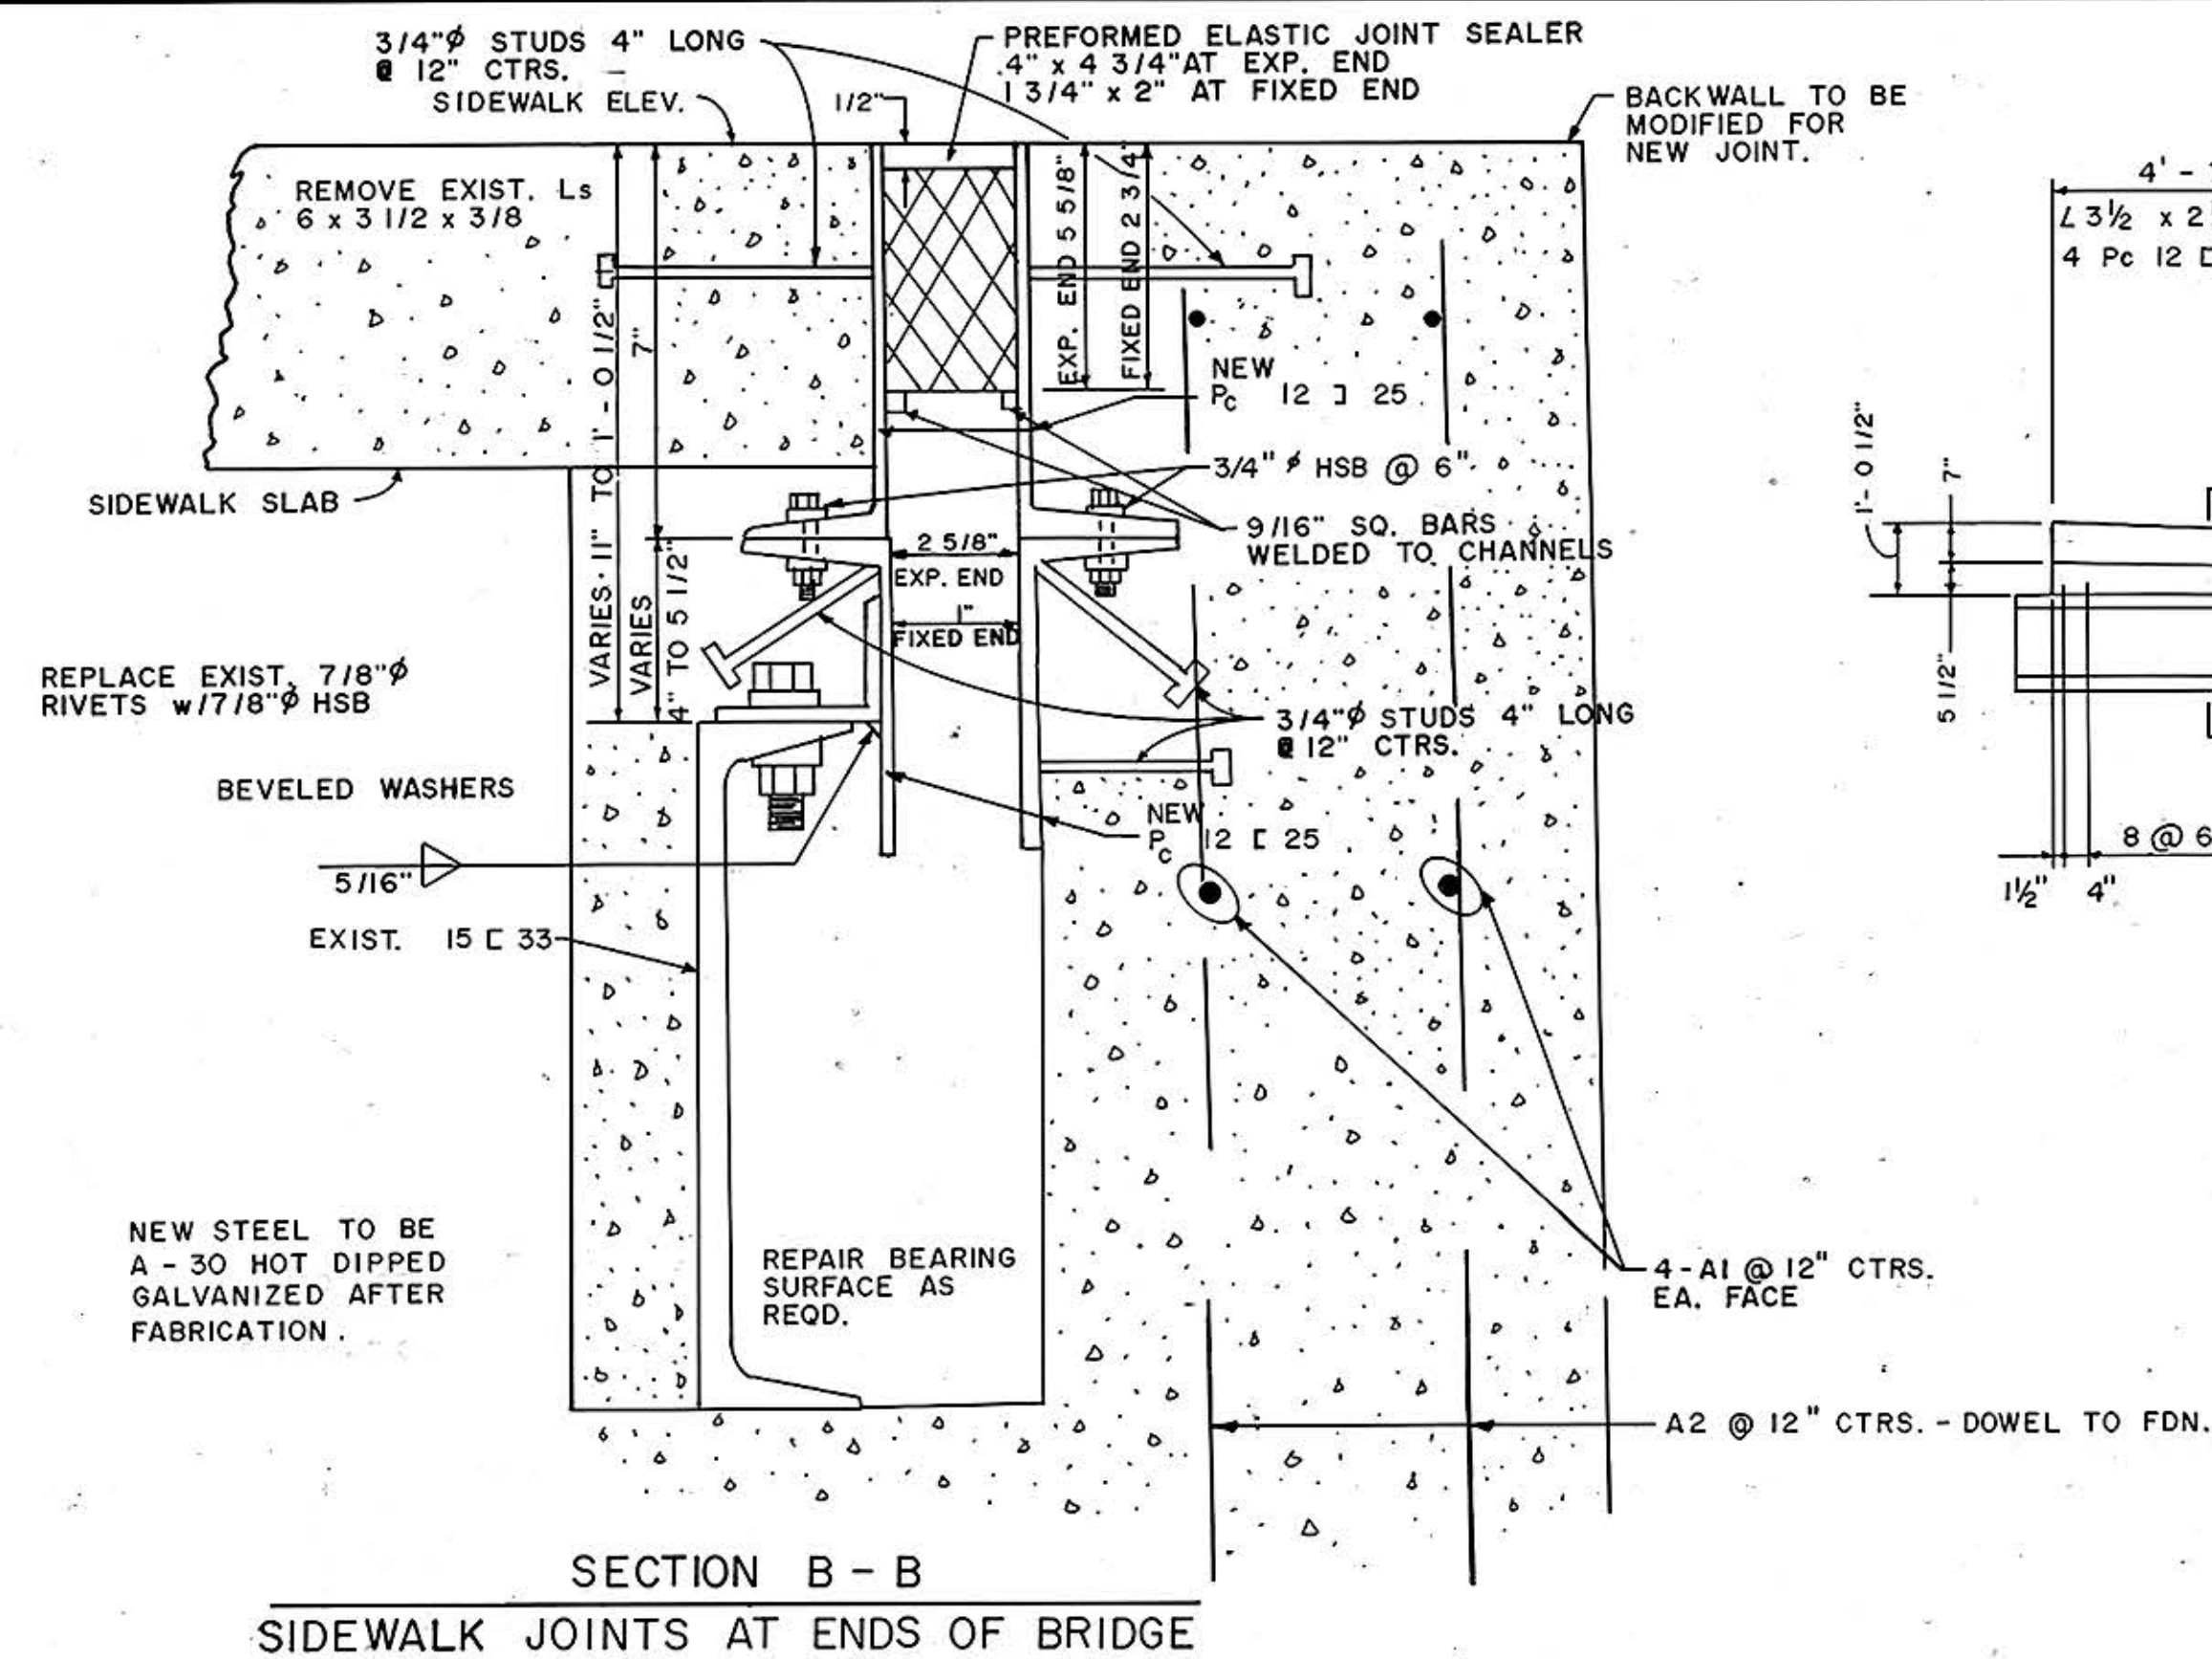 3/4"Ø STUDS 4" LONG
@ 12" CTRS.
SIDEWALK ELEV.
1/2"
PREFORMED ELASTIC JOINT SEALER
4" x 4 3/4" AT EXP. END
1 3/4" x 2" AT FIXED END
BACKWALL TO BE
MODIFIED FOR
NEW JOINT.
REMOVE EXIST. Ls
6 x 3 1/2 x 3/8
VARIES 11" TO 1'-0 1/2"
7"
EXP. END 5 5/8"
FIXED END 2 3/4"
NEW
Pc 12 ⊐ 25
3/4" Ø HSB @ 6"
9/16" SQ. BARS
WELDED TO CHANNELS
SIDEWALK SLAB
2 5/8"
EXP. END
1"
FIXED END
VARIES
4" TO 5 1/2"
REPLACE EXIST. 7/8"Ø
RIVETS w/7/8"Ø HSB
3/4"Ø STUDS 4" LONG
@ 12" CTRS.
BEVELED WASHERS
NEW
Pc 12 ⊏ 25
5/16"
EXIST. 15 ⊏ 33
NEW STEEL TO BE
A-30 HOT DIPPED
GALVANIZED AFTER
FABRICATION.
REPAIR BEARING
SURFACE AS
REQD.
4-A1 @ 12" CTRS.
EA. FACE
A2 @ 12" CTRS. - DOWEL TO FDN.
SECTION B-B
SIDEWALK JOINTS AT ENDS OF BRIDGE
4'-
L 3½ x 2
4 Pc 12 ⊏
1'-0 1/2"
7"
5 1/2"
8 @ 6
1½"
4"